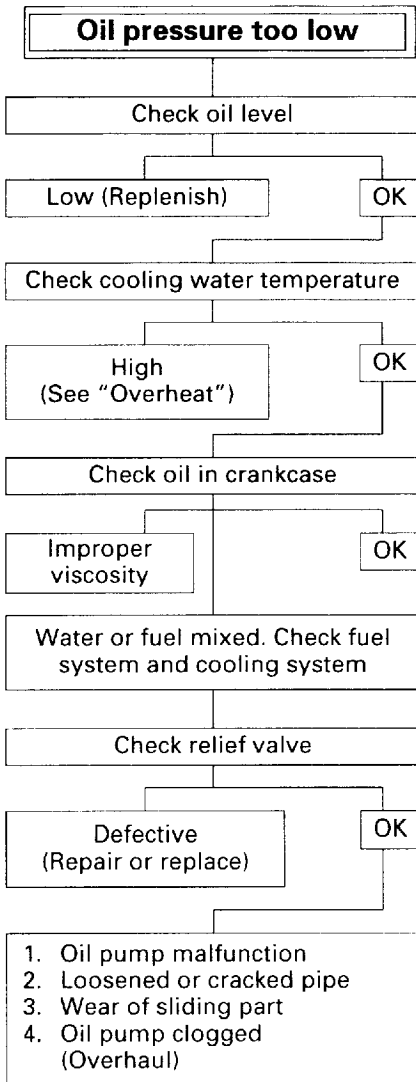 Oil pressure too low
Check oil level
Low (Replenish)
OK
Check cooling water temperature
High
(See "Overheat")
OK
Check oil in crankcase
Improper
viscosity
OK
Water or fuel mixed. Check fuel
system and cooling system
Check relief valve
Defective
(Repair or replace)
OK
1. Oil pump malfunction
2. Loosened or cracked pipe
3. Wear of sliding part
4. Oil pump clogged
(Overhaul)